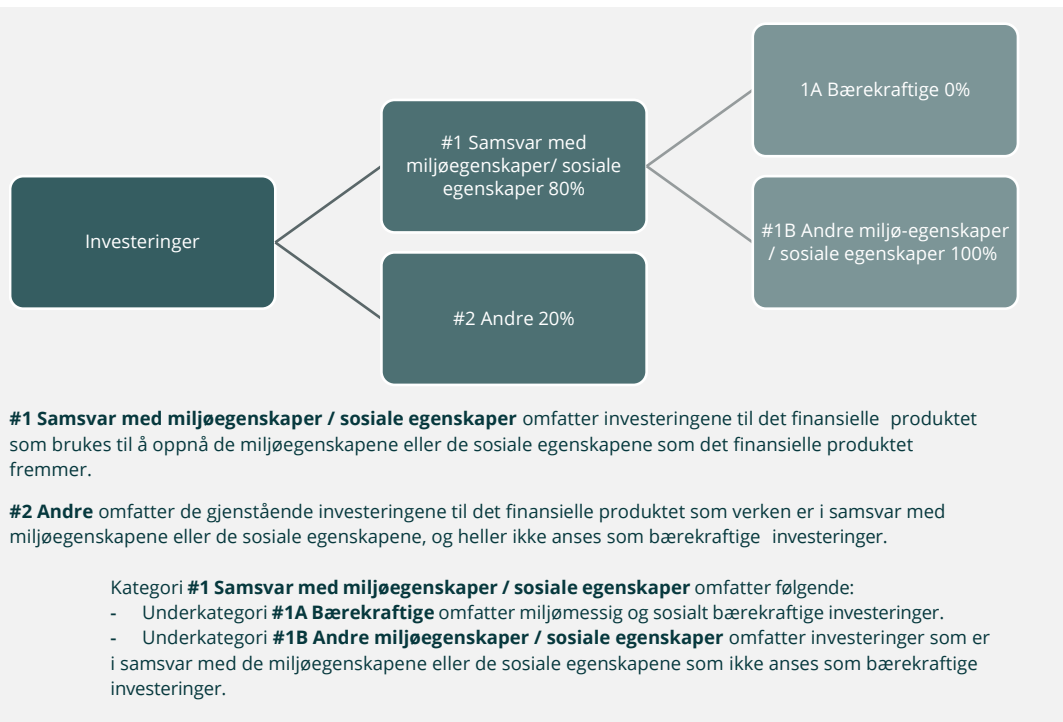 Investeringer
#1 Samsvar med
miljøegenskaper/ sosiale
egenskaper 80%
#2 Andre 20%
1A Bærekraftige 0%
#1B Andre miljø-egenskaper
/ sosiale egenskaper 100%
#1 Samsvar med miljøegenskaper / sosiale egenskaper omfatter investeringene til det finansielle produktet
som brukes til å oppnå de miljøegenskapene eller de sosiale egenskapene som det finansielle produktet
fremmer.
#2 Andre omfatter de gjenstående investeringene til det finansielle produktet som verken er i samsvar med
miljøegenskapene eller de sosiale egenskapene, og heller ikke anses som bærekraftige investeringer.
Kategori #1 Samsvar med miljøegenskaper / sosiale egenskaper omfatter følgende:
- Underkategori #1A Bærekraftige omfatter miljømessig og sosialt bærekraftige investeringer.
- Underkategori #1B Andre miljøegenskaper / sosiale egenskaper omfatter investeringer som er
i samsvar med de miljøegenskapene eller de sosiale egenskapene som ikke anses som bærekraftige
investeringer.